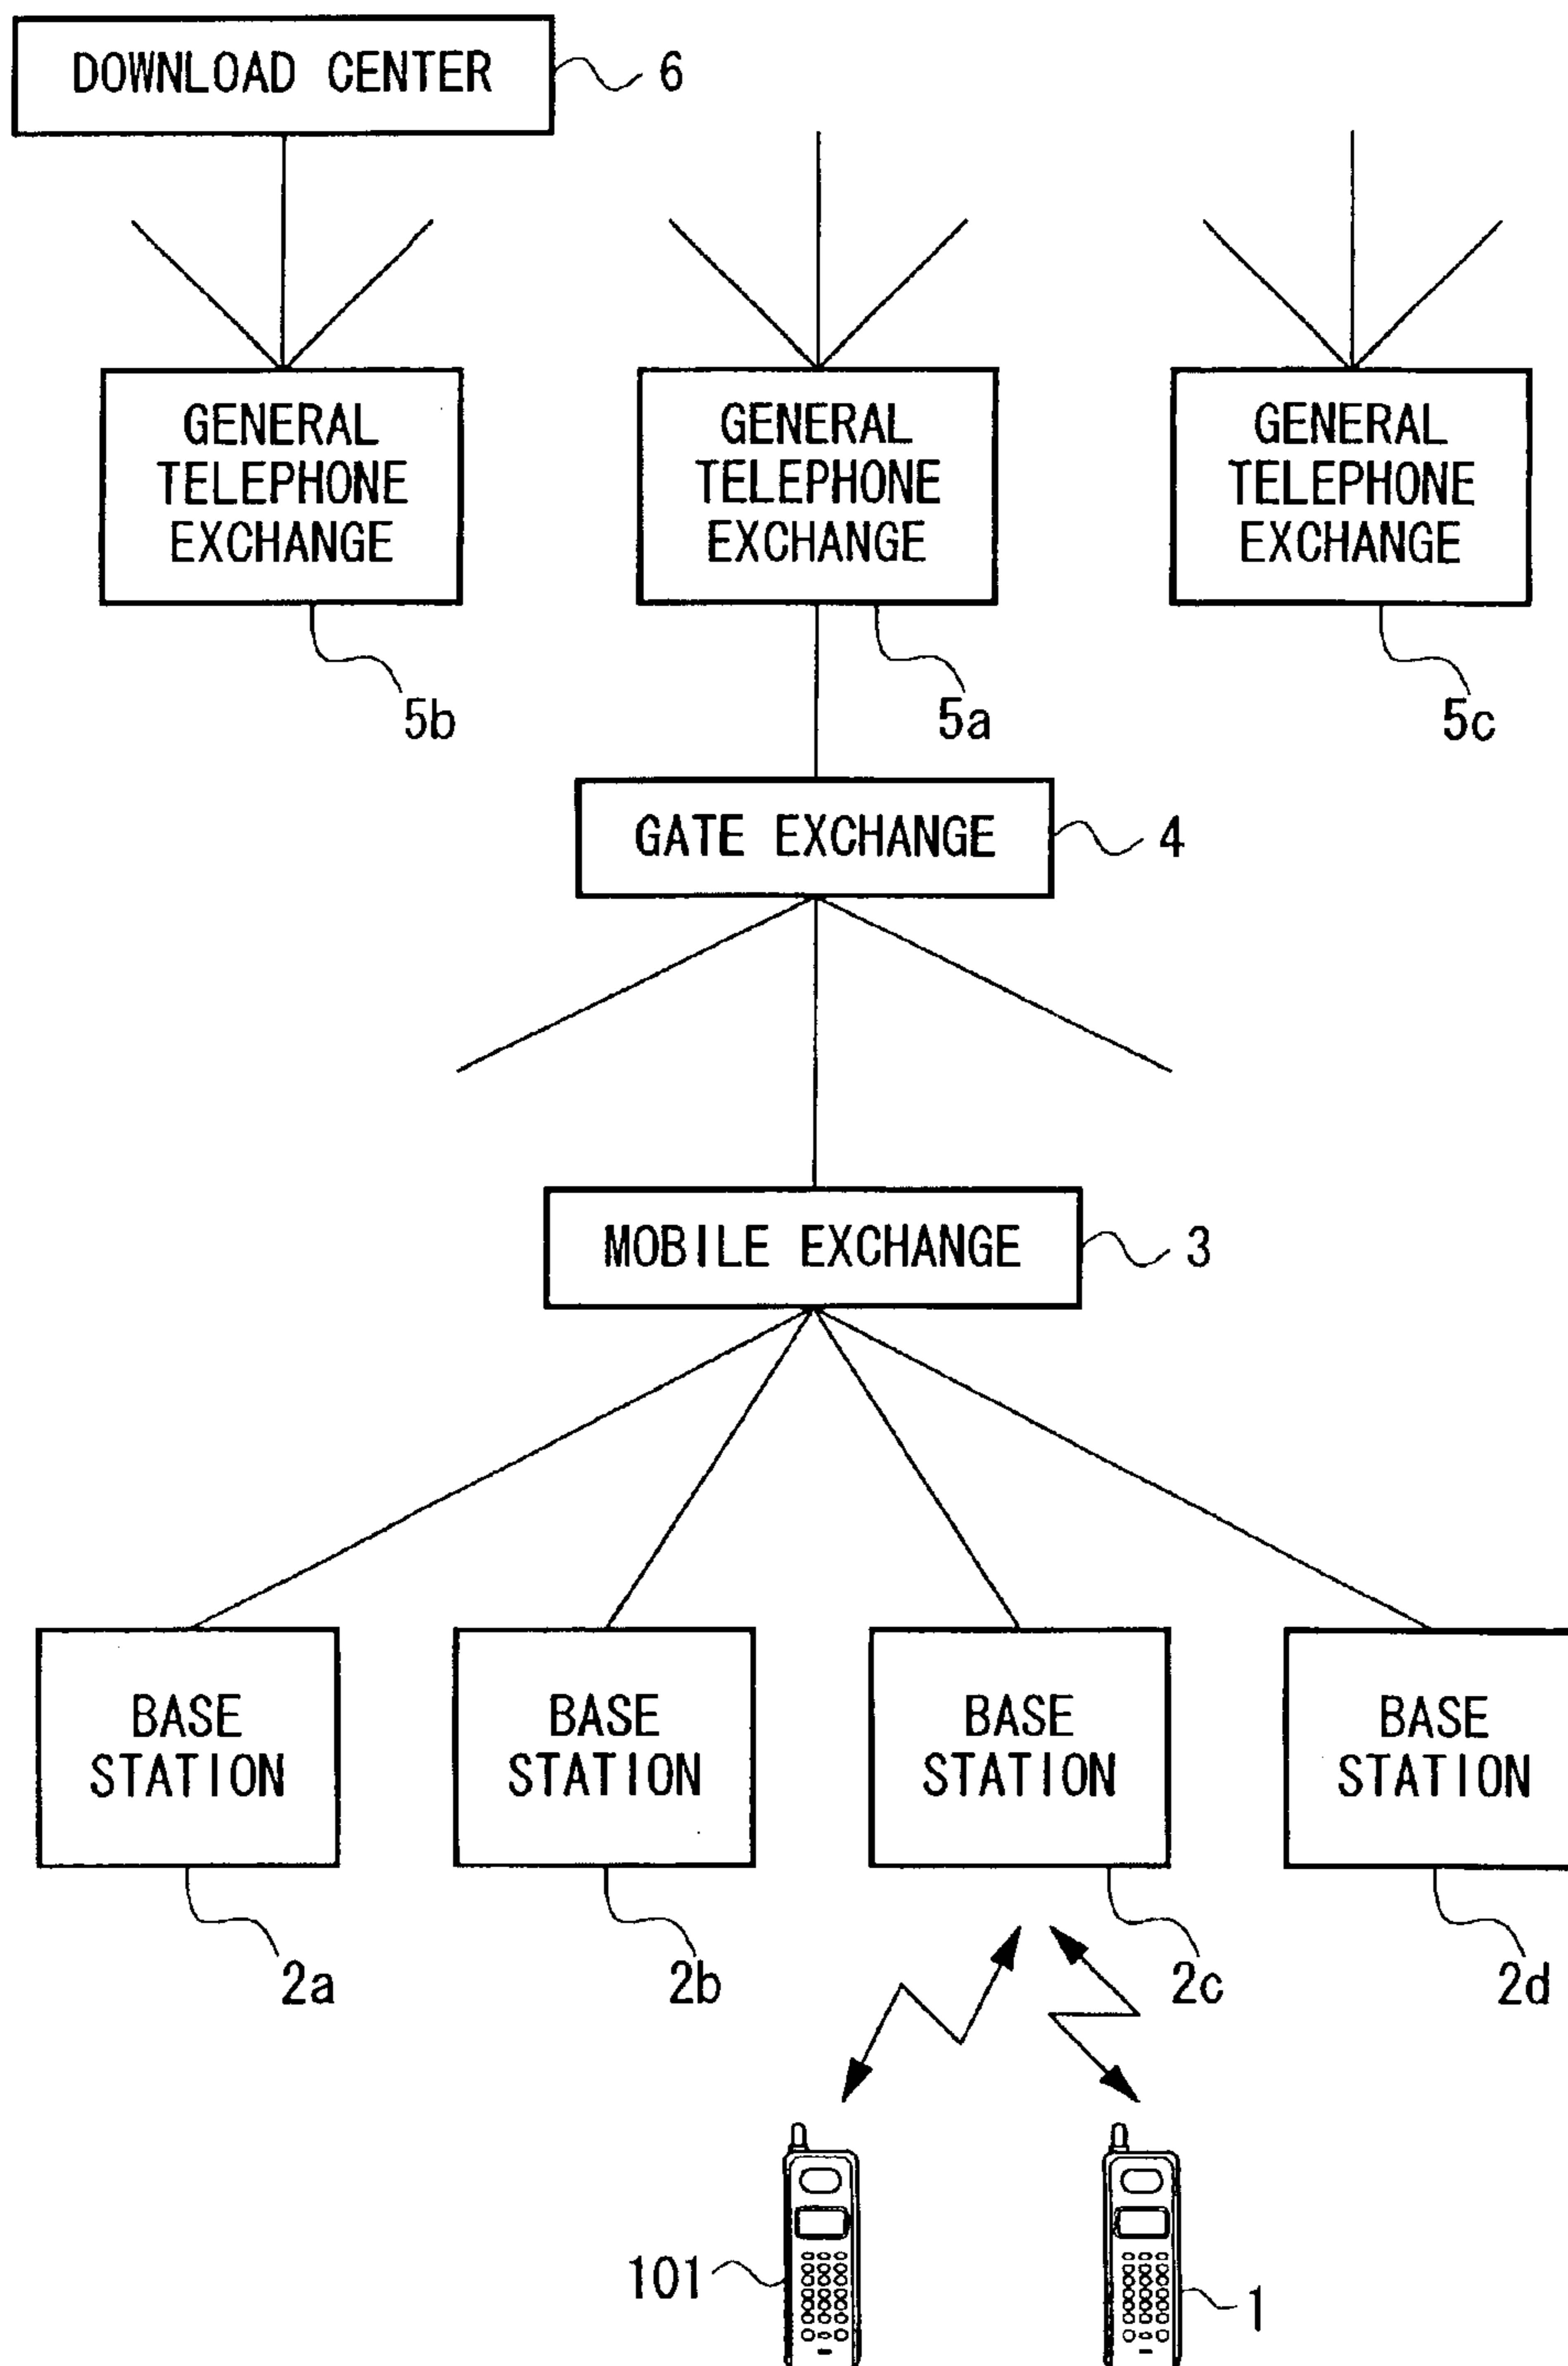 DOWNLOAD CENTER
6
GENERAL
TELEPHONE
EXCHANGE
5b
GENERAL
TELEPHONE
EXCHANGE
5a
GENERAL
TELEPHONE
EXCHANGE
5c
GATE EXCHANGE
4
MOBILE EXCHANGE
3
BASE
STATION
2a
BASE
STATION
2b
BASE
STATION
2c
BASE
STATION
2d
101
1